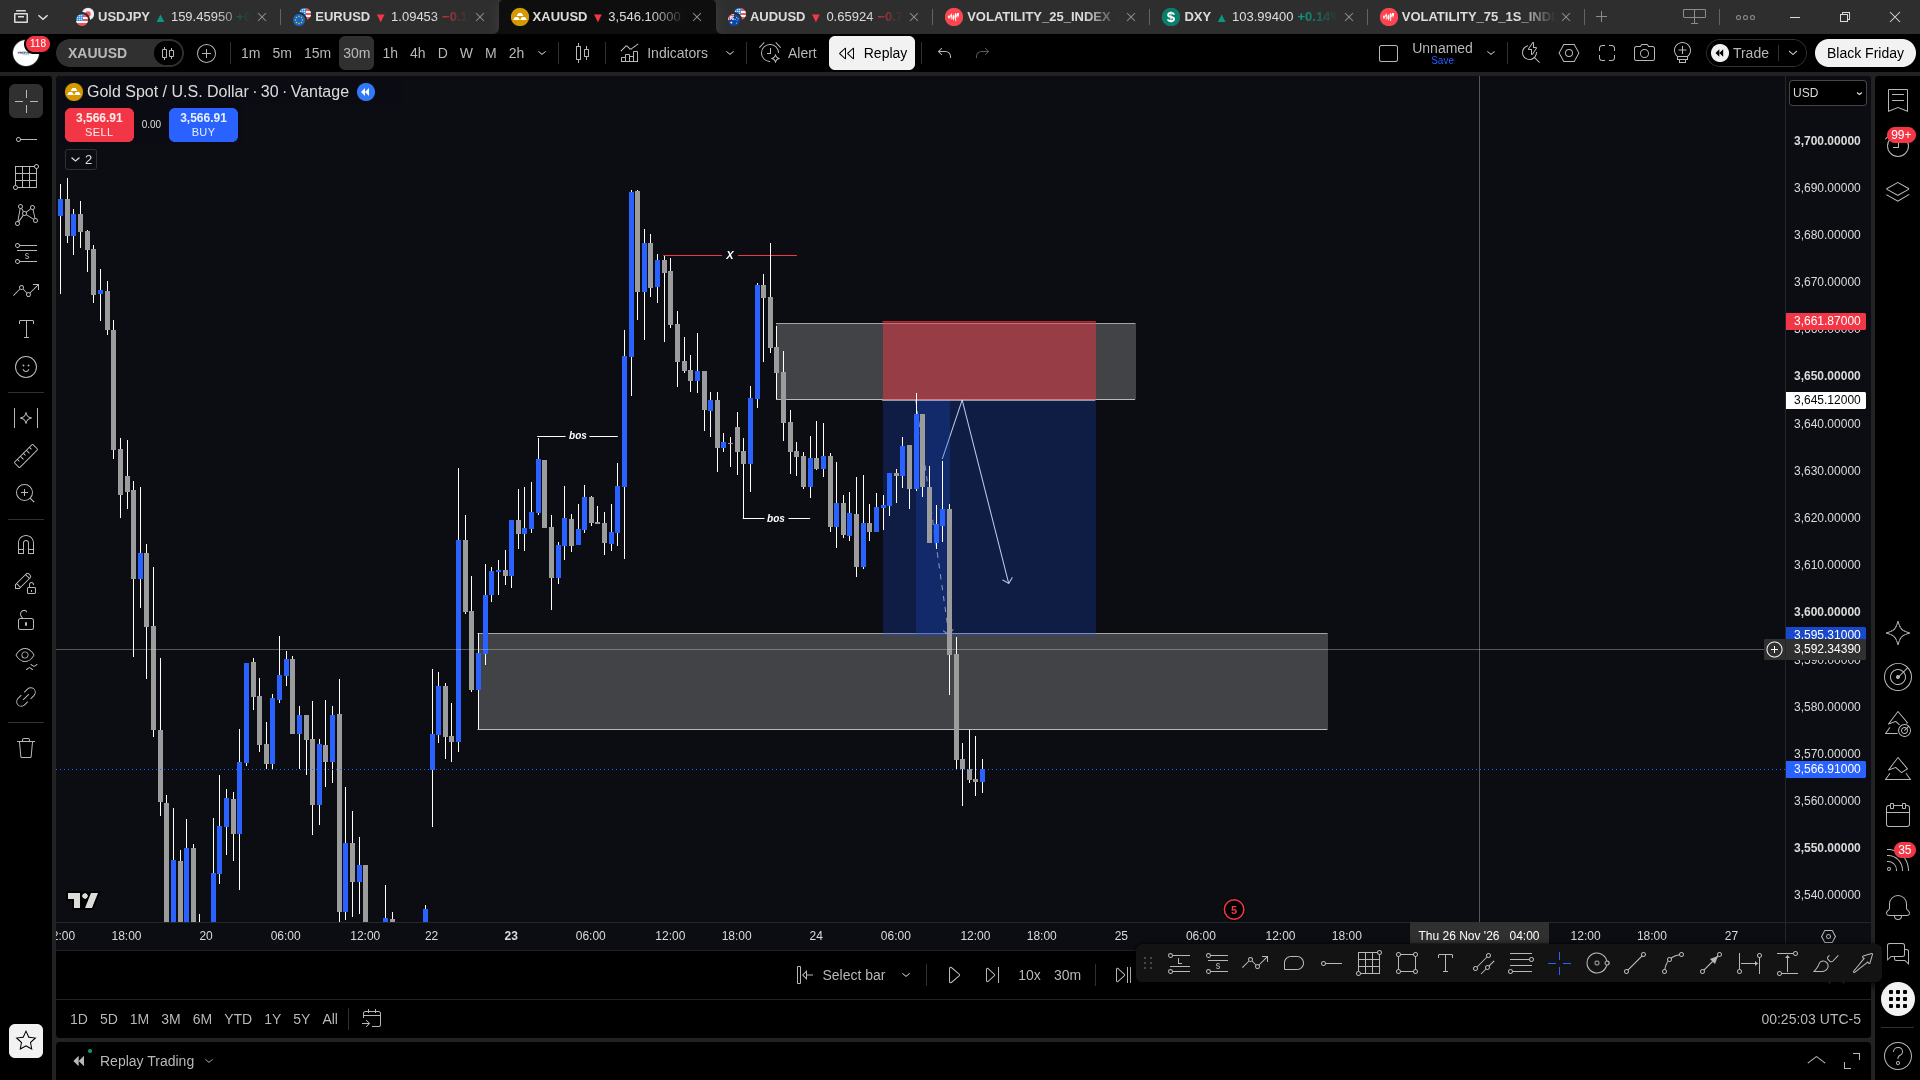 USDJPY ▲ 159.45950
EURUSD ▼ 1.09453
XAUUSD ▼ 3,546.10000
AUDUSD ▼ 0.65924
VOLATILITY_25_INDEX
DXY ▲ 103.99400 +0.14%
VOLATILITY_75_1S_IND
118
XAUUSD
1m 5m 15m 30m 1h 4h D W M 2h
Indicators
Alert
Replay
Unnamed
Save
Trade
Black Friday
Gold Spot / U.S. Dollar · 30 · Vantage
3,566.91
SELL
0.00
3,566.91
BUY
2
USD
99+
3,700.00000
3,690.00000
3,680.00000
3,670.00000
3,661.87000
3,650.00000
3,645.12000
3,640.00000
3,630.00000
3,620.00000
3,610.00000
3,600.00000
3,595.31000
3,592.34390
3,580.00000
3,570.00000
3,566.91000
3,560.00000
3,550.00000
3,540.00000
X
bos
bos
5
35
2:00 18:00 20 06:00 12:00 22 23 06:00 12:00 18:00 24 06:00 12:00 18:00 25 06:00 12:00 18:00 Thu 26 Nov '26 04:00 12:00 18:00 27
Select bar
10x 30m
1D 5D 1M 3M 6M YTD 1Y 5Y All
00:25:03 UTC-5
Replay Trading